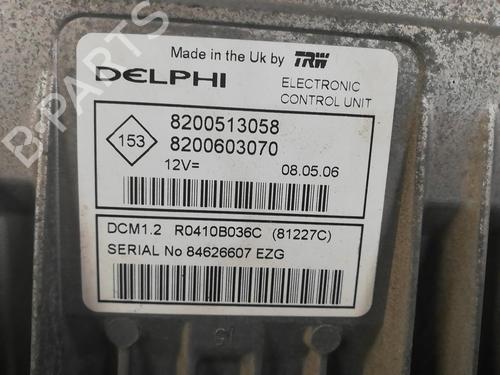 Made in the Uk by TRW
DELPHI
ELECTRONIC
CONTROL UNIT
153
8200513058
8200603070
12V=
08.05.06
DCM1.2 R0410B036C (81227C)
SERIAL No 84626607 EZG
B-PARTS